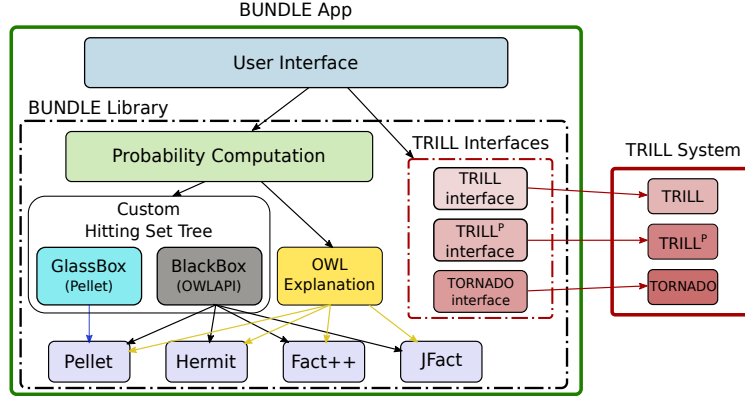 BUNDLE App
User Interface
BUNDLE Library
Probability Computation
TRILL Interfaces
TRILL System
TRILL
interface
TRILL
Custom
Hitting Set Tree
TRILLᴾ
interface
TRILLᴾ
GlassBox
(Pellet)
BlackBox
(OWLAPI)
OWL
Explanation
TORNADO
interface
TORNADO
Pellet
Hermit
Fact++
JFact